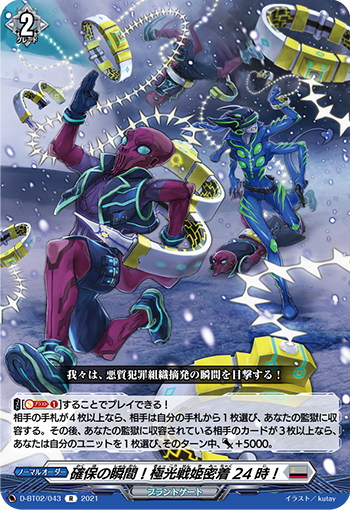 2
グレード
我々は、悪質犯罪組織摘発の瞬間を目撃する!
【コスト】1することでプレイできる!
相手の手札が4枚以上なら、相手は自分の手札から1枚選び、あなたの監獄に収
容する。その後、あなたの監獄に収容されている相手のカードが3枚以上なら、
あなたは自分のユニットを1枚選び、そのターン中、+5000。
ノーマルオーダー
確保の瞬間!極光戦姫密着24時!
D-BT02/043 R 2021
ブラントゲート
イラスト/kutay